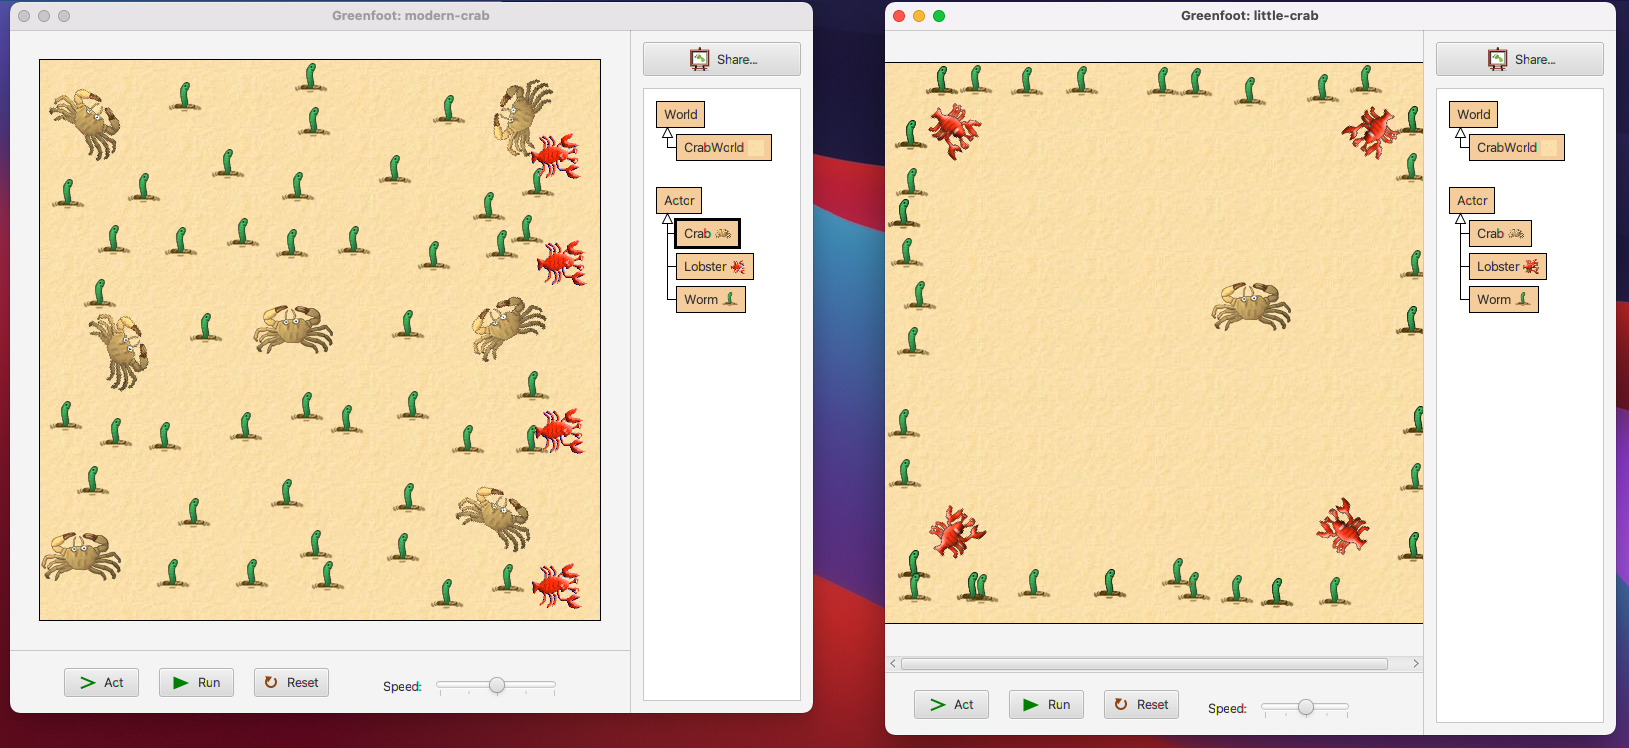 Greenfoot: modern-crab
Share...
World
CrabWorld
Actor
Crab
Lobster
Worm
Act
Run
Reset
Speed:
Greenfoot: little-crab
Share...
World
CrabWorld
Actor
Crab
Lobster
Worm
Act
Run
Reset
Speed: